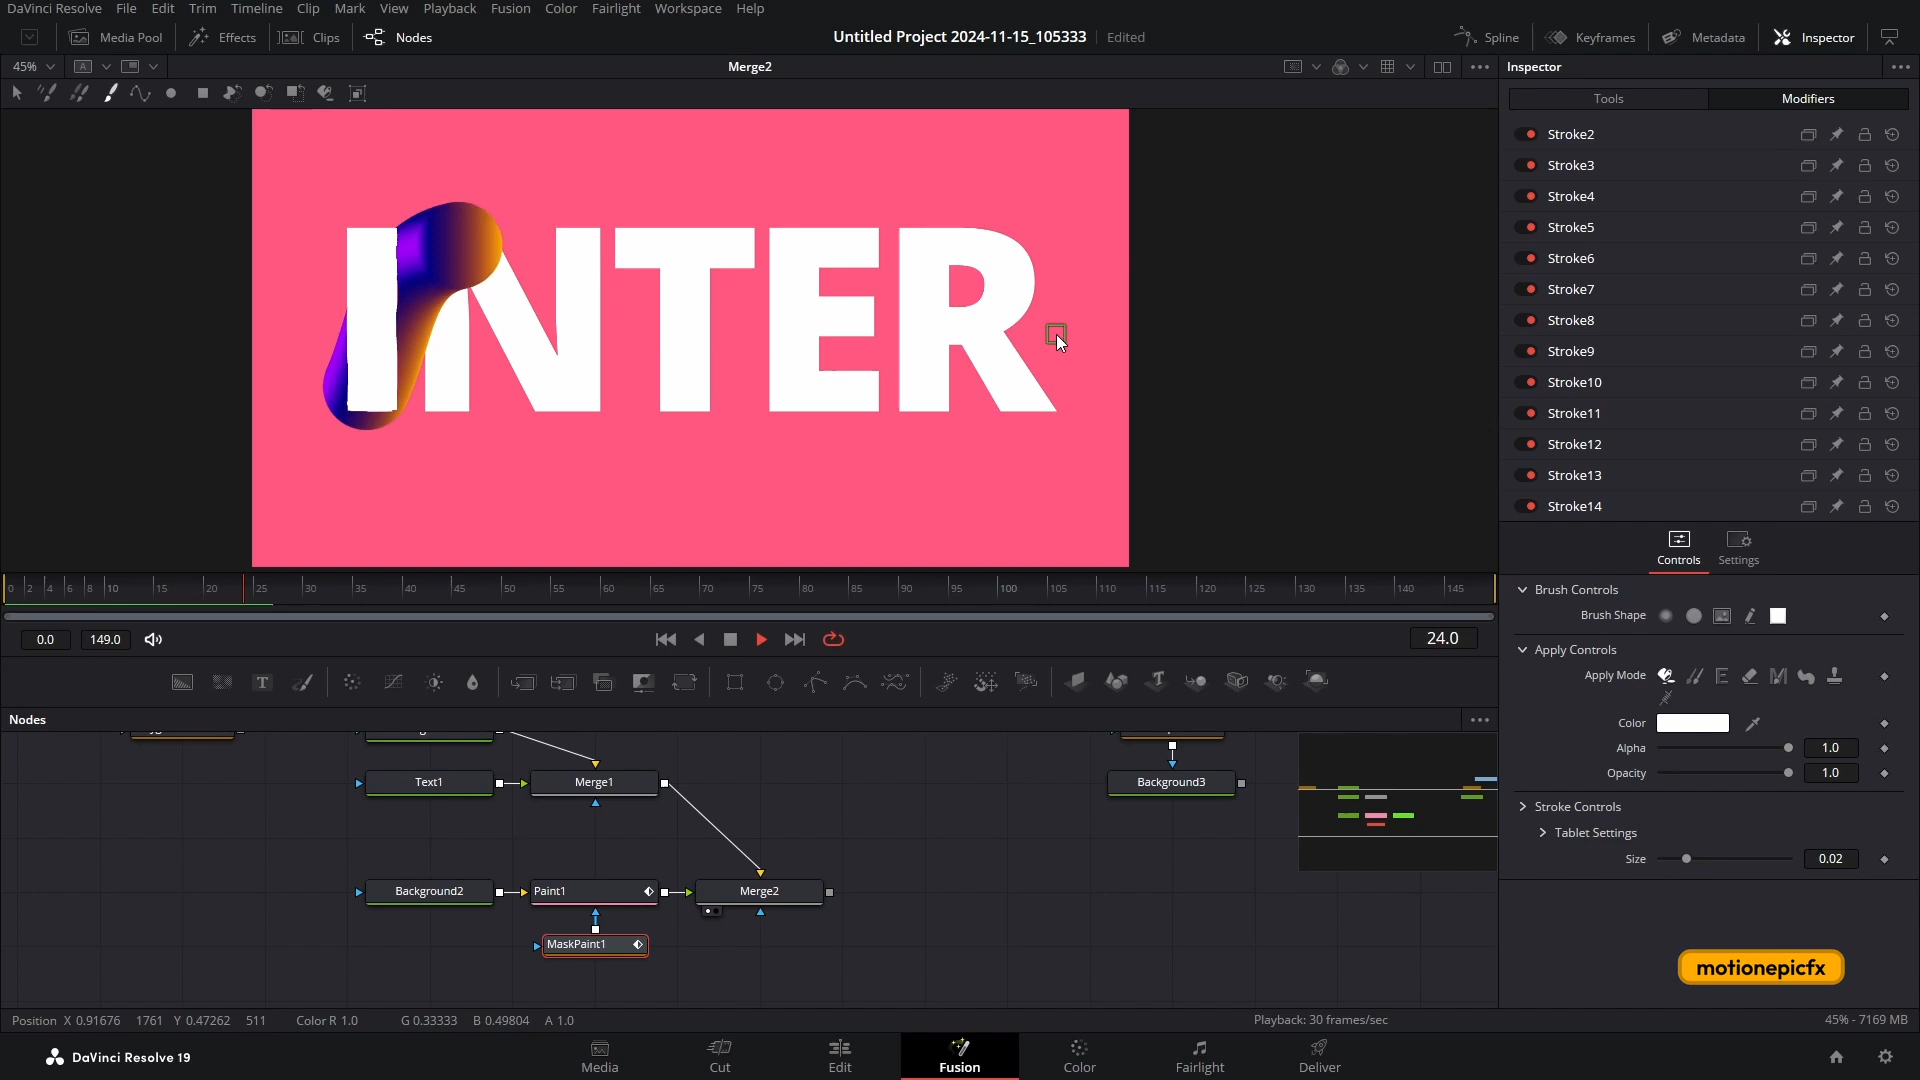 DaVinci Resolve File Edit Trim Timeline Clip Mark View Playback Fusion Color Fairlight Workspace Help
Media Pool Effects Clips Nodes Untitled Project 2024-11-15_105333 Edited Spline Keyframes Metadata Inspector
45% A Merge2 Inspector
Tools Modifiers
Stroke2
Stroke3
Stroke4
Stroke5
Stroke6
Stroke7
Stroke8
Stroke9
Stroke10
Stroke11
Stroke12
Stroke13
Stroke14
INTER
Controls Settings
Brush Controls
Brush Shape
Apply Controls
Apply Mode
Color
Alpha 1.0
Opacity 1.0
Stroke Controls
Tablet Settings
Size 0.02
0 2 4 6 8 10 15 20 25 30 35 40 45 50 55 60 65 70 75 80 85 90 95 100 105 110 115 120 125 130 135 140 145
0.0 149.0 24.0
Nodes
Text1 Merge1 Background3
Background2 Paint1 Merge2
MaskPaint1
motionepicfx
Position X 0.91676 1761 Y 0.47262 511 Color R 1.0 G 0.33333 B 0.49804 A 1.0 Playback: 30 frames/sec 45% - 7169 MB
DaVinci Resolve 19 Media Cut Edit Fusion Color Fairlight Deliver